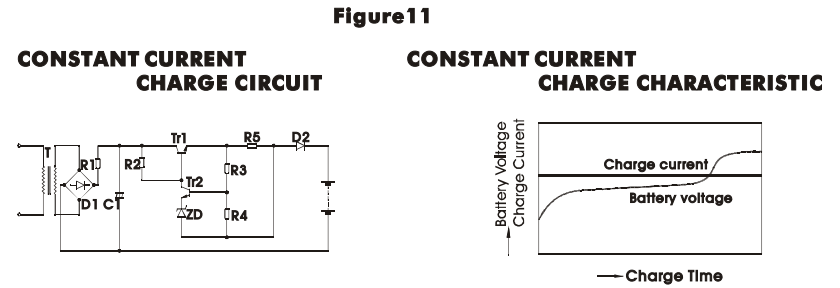 Figure11
CONSTANT CURRENT
CHARGE CIRCUIT
CONSTANT CURRENT
CHARGE CHARACTERISTIC
T
R1
D1
CT
R2
Tr1
Tr2
ZD
R3
R4
R5
D2
Battery Voltage
Charge Current
Charge current
Battery voltage
Charge Time